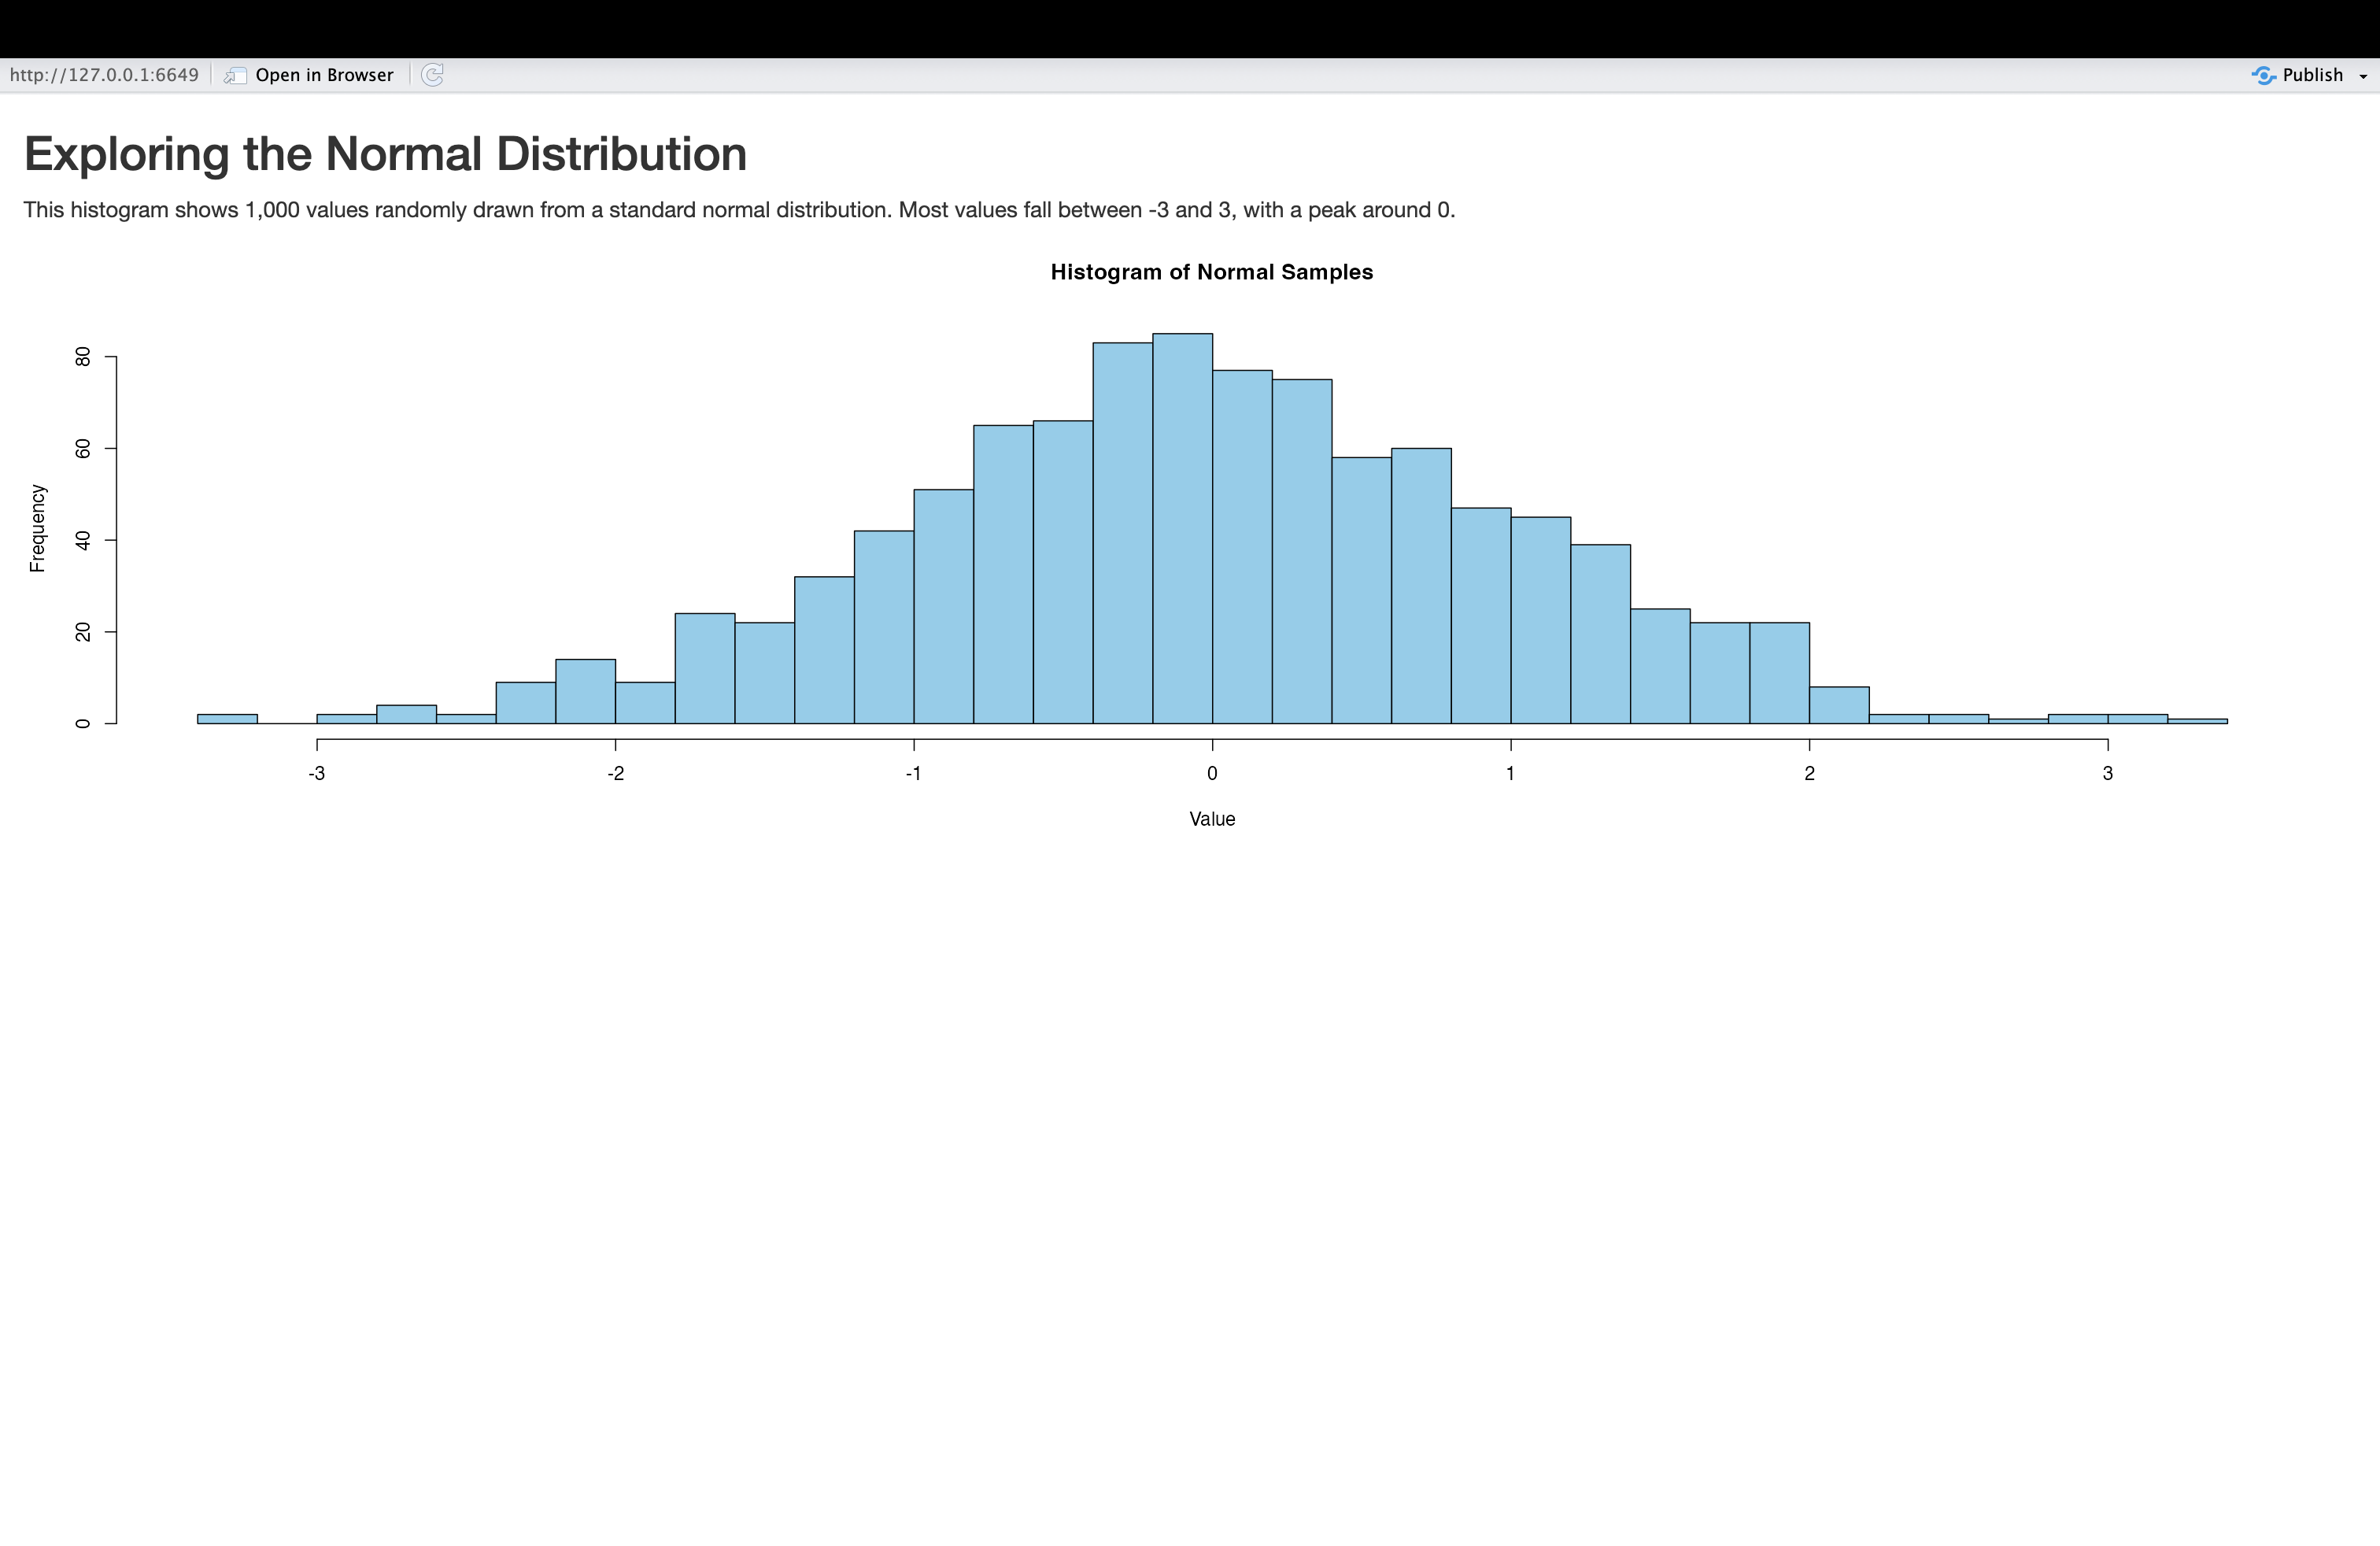 http://127.0.0.1:6649 Open in Browser Publish
Exploring the Normal Distribution
This histogram shows 1,000 values randomly drawn from a standard normal distribution. Most values fall between -3 and 3, with a peak around 0.
Histogram of Normal Samples
Frequency
80
60
40
20
0
-3 -2 -1 0 1 2 3
Value